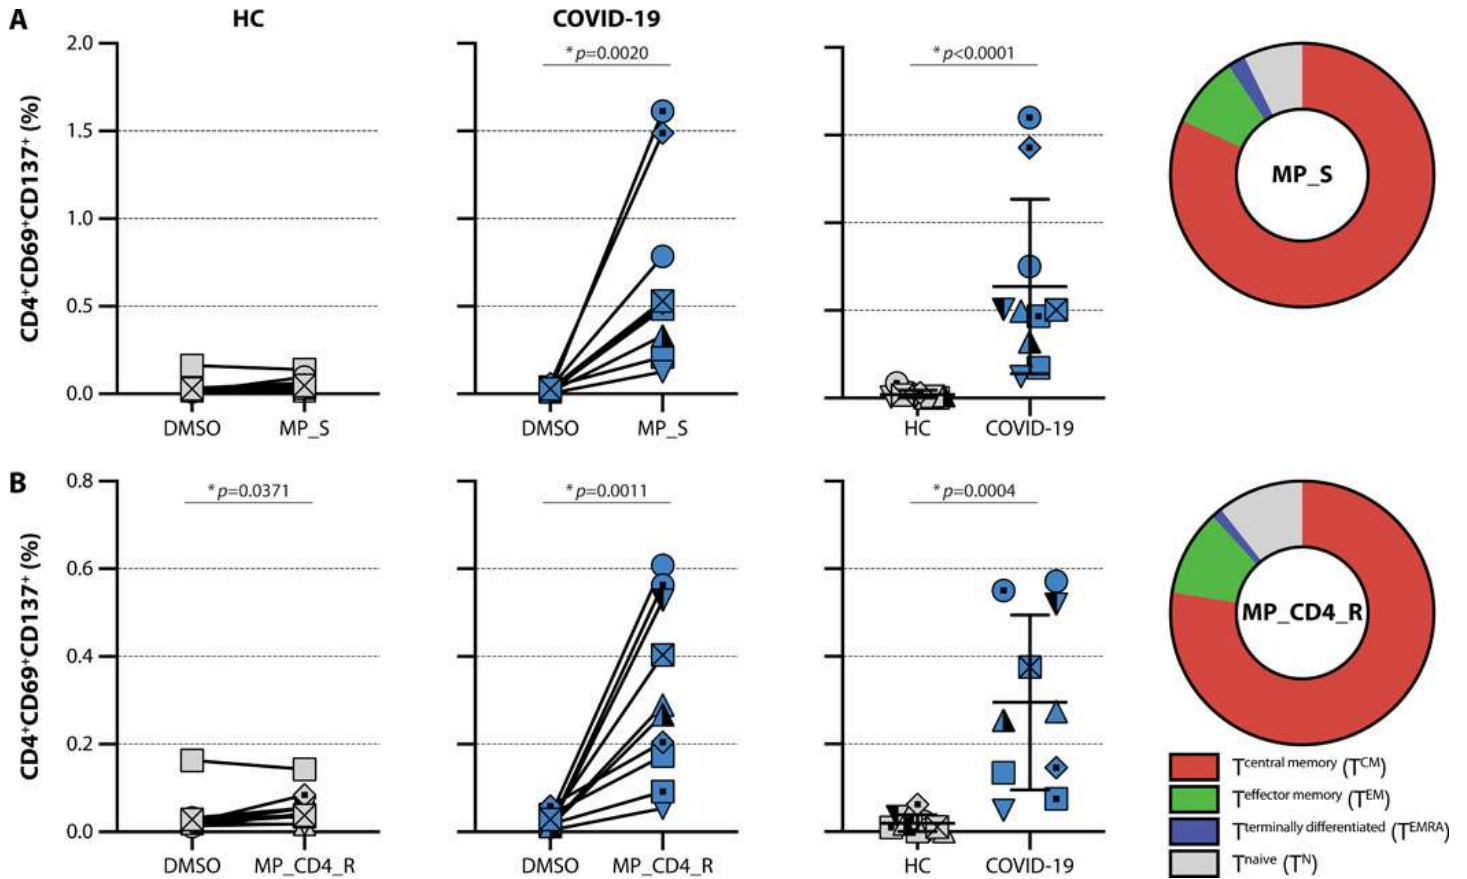 A
HC
COVID-19
CD4⁺CD69⁺CD137⁺ (%)
2.0
1.5
1.0
0.5
0.0
DMSO
MP_S
* p=0.0020
DMSO
MP_S
* p<0.0001
HC
COVID-19
MP_S
B
CD4⁺CD69⁺CD137⁺ (%)
0.8
0.6
0.4
0.2
0.0
* p=0.0371
DMSO
MP_CD4_R
* p=0.0011
DMSO
MP_CD4_R
* p=0.0004
HC
COVID-19
MP_CD4_R
Tcentral memory (TCM)
Teffector memory (TEM)
Tterminally differentiated (TEMRA)
Tnaive (TN)